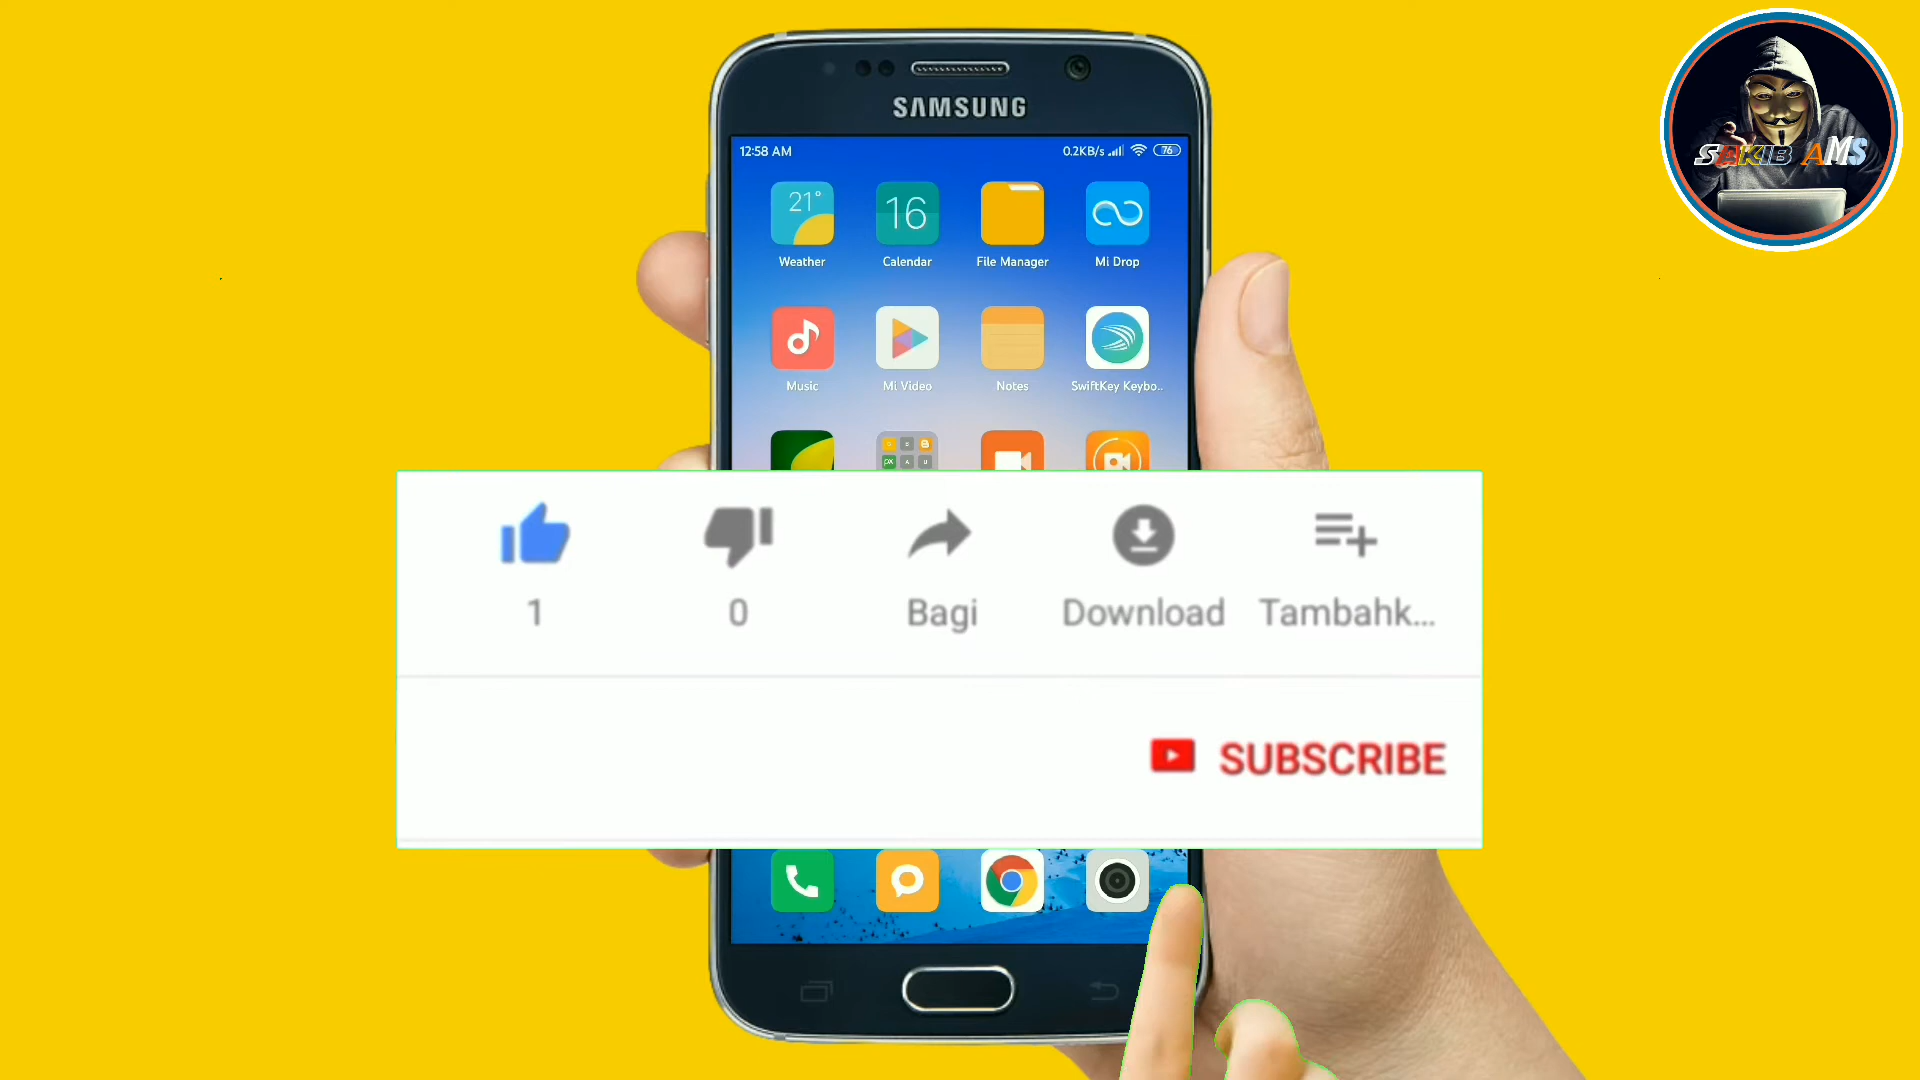 SAMSUNG
SAKIB AMS
12:58 AM
0.2KB/s
76
21°
16
Weather
Calendar
File Manager
Mi Drop
Music
Mi Video
Notes
SwiftKey Keybo..
1
0
Bagi
Download
Tambahk...
SUBSCRIBE